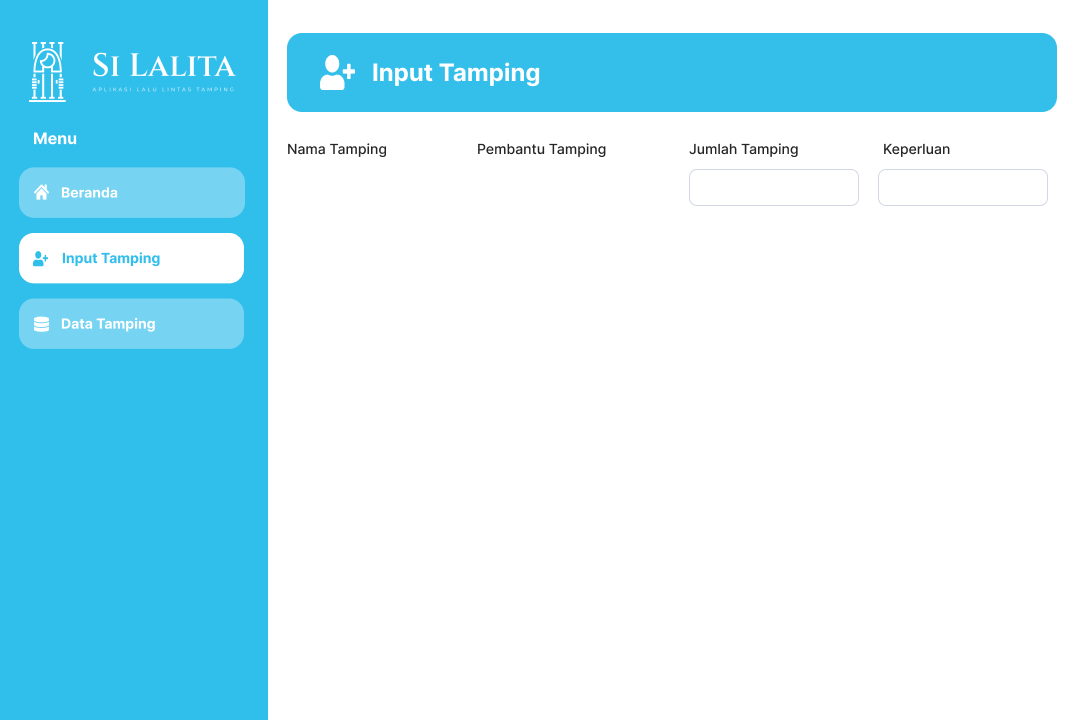 SI LALITA
APLIKASI LALU LINTAS TAMPING
Menu
Beranda
Input Tamping
Data Tamping
Input Tamping
Nama Tamping
Pembantu Tamping
Jumlah Tamping
Keperluan